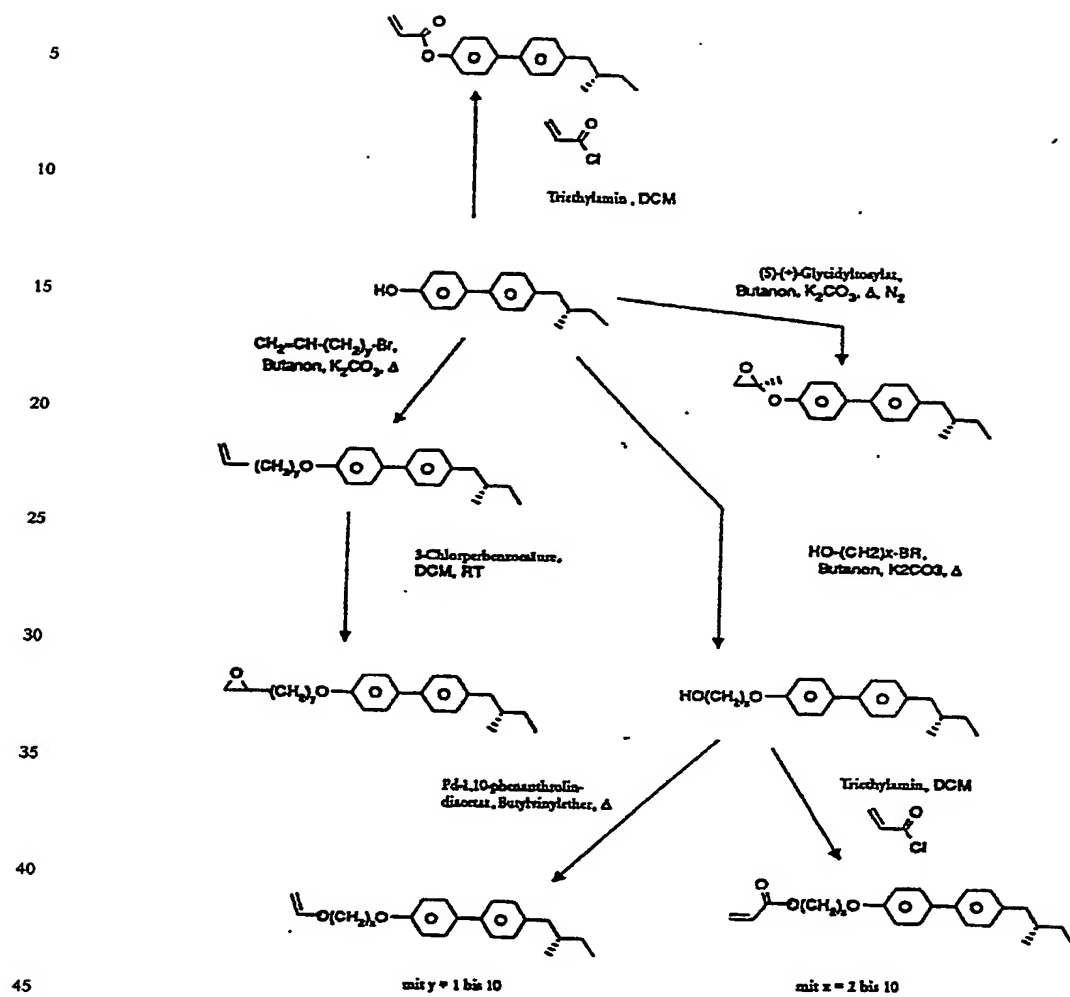 5
O
O
O
O
O
Cl
10
Triethylamin, DCM
15
HO
O
O
(S)-(+)-Glycidyltosylat,
Butanon, K₂CO₃, Δ, N₂
CH₂=CH-(CH₂)y-Br,
Butanon, K₂CO₃, Δ
20
O
O
O
O
(CH₂)yO
O
O
25
3-Chlorperbenzoesäure,
DCM, RT
HO-(CH2)x-BR,
Butanon, K2CO3, Δ
30
O
(CH₂)yO
O
O
HO(CH₂)xO
O
O
35
Pd-1,10-phenanthrolin-
diacetat, Butylvinylether, Δ
Triethylamin, DCM
O
Cl
40
O(CH₂)xO
O
O
O
O(CH₂)xO
O
O
45
mit y = 1 bis 10
mit x = 2 bis 10